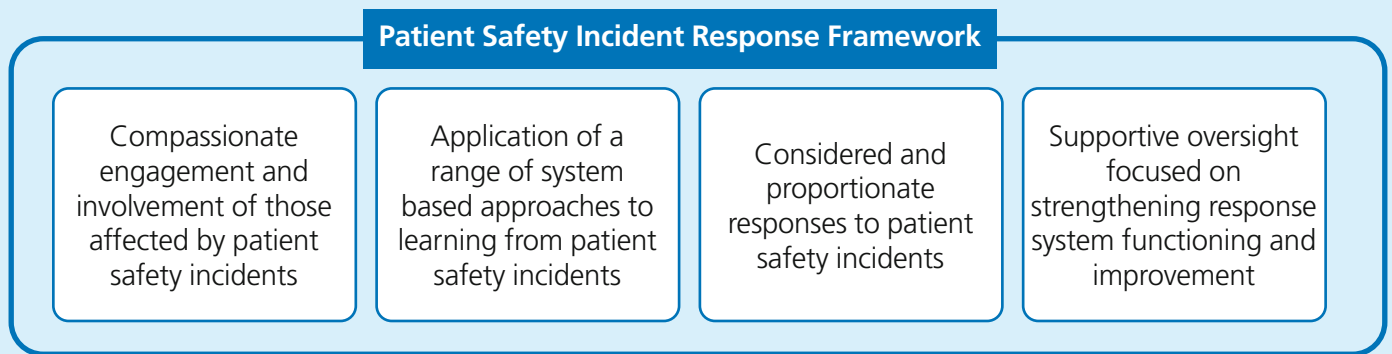 Patient Safety Incident Response Framework
Compassionate
engagement and
involvement of those
affected by patient
safety incidents
Application of a
range of system
based approaches to
learning from patient
safety incidents
Considered and
proportionate
responses to patient
safety incidents
Supportive oversight
focused on
strengthening response
system functioning and
improvement